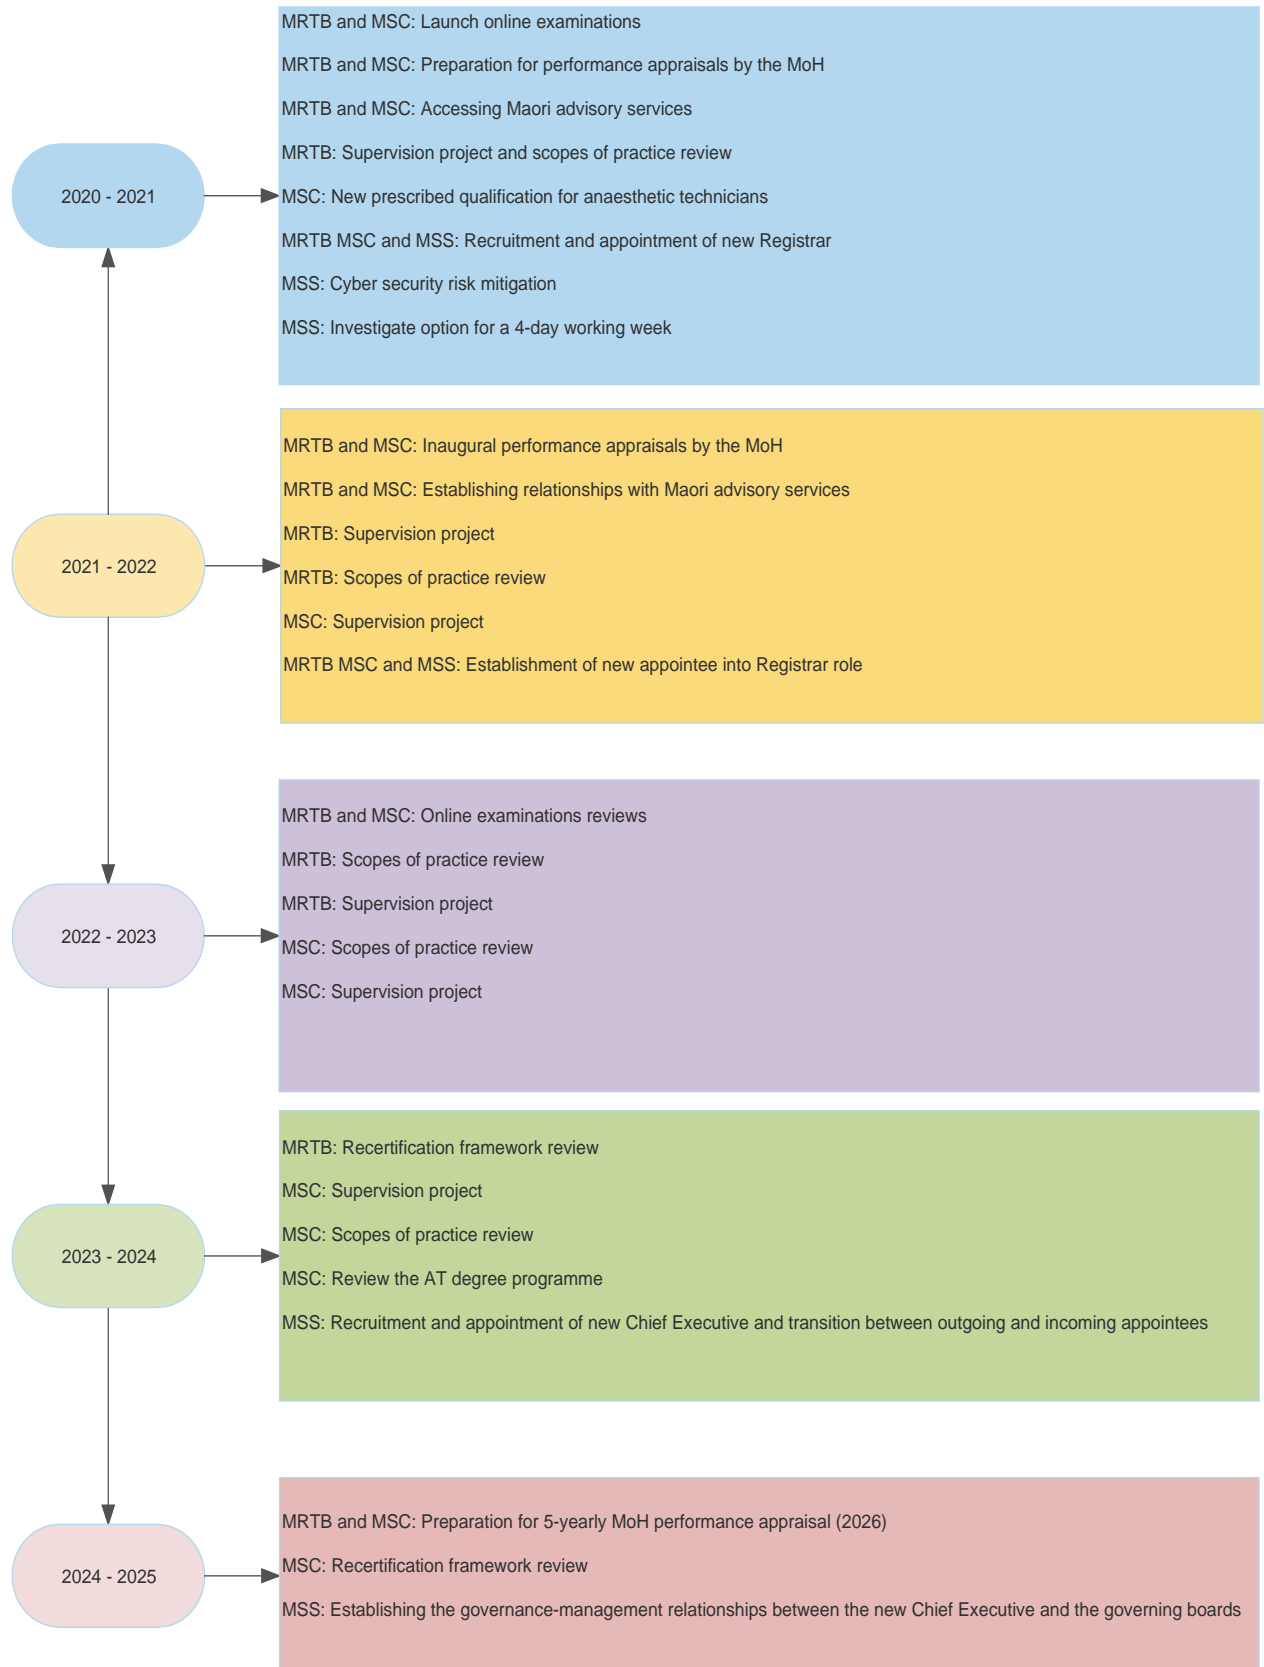 2020 - 2021
MRTB and MSC: Launch online examinations
MRTB and MSC: Preparation for performance appraisals by the MoH
MRTB and MSC: Accessing Maori advisory services
MRTB: Supervision project and scopes of practice review
MSC: New prescribed qualification for anaesthetic technicians
MRTB MSC and MSS: Recruitment and appointment of new Registrar
MSS: Cyber security risk mitigation
MSS: Investigate option for a 4-day working week
2021 - 2022
MRTB and MSC: Inaugural performance appraisals by the MoH
MRTB and MSC: Establishing relationships with Maori advisory services
MRTB: Supervision project
MRTB: Scopes of practice review
MSC: Supervision project
MRTB MSC and MSS: Establishment of new appointee into Registrar role
2022 - 2023
MRTB and MSC: Online examinations reviews
MRTB: Scopes of practice review
MRTB: Supervision project
MSC: Scopes of practice review
MSC: Supervision project
2023 - 2024
MRTB: Recertification framework review
MSC: Supervision project
MSC: Scopes of practice review
MSC: Review the AT degree programme
MSS: Recruitment and appointment of new Chief Executive and transition between outgoing and incoming appointees
2024 - 2025
MRTB and MSC: Preparation for 5-yearly MoH performance appraisal (2026)
MSC: Recertification framework review
MSS: Establishing the governance-management relationships between the new Chief Executive and the governing boards